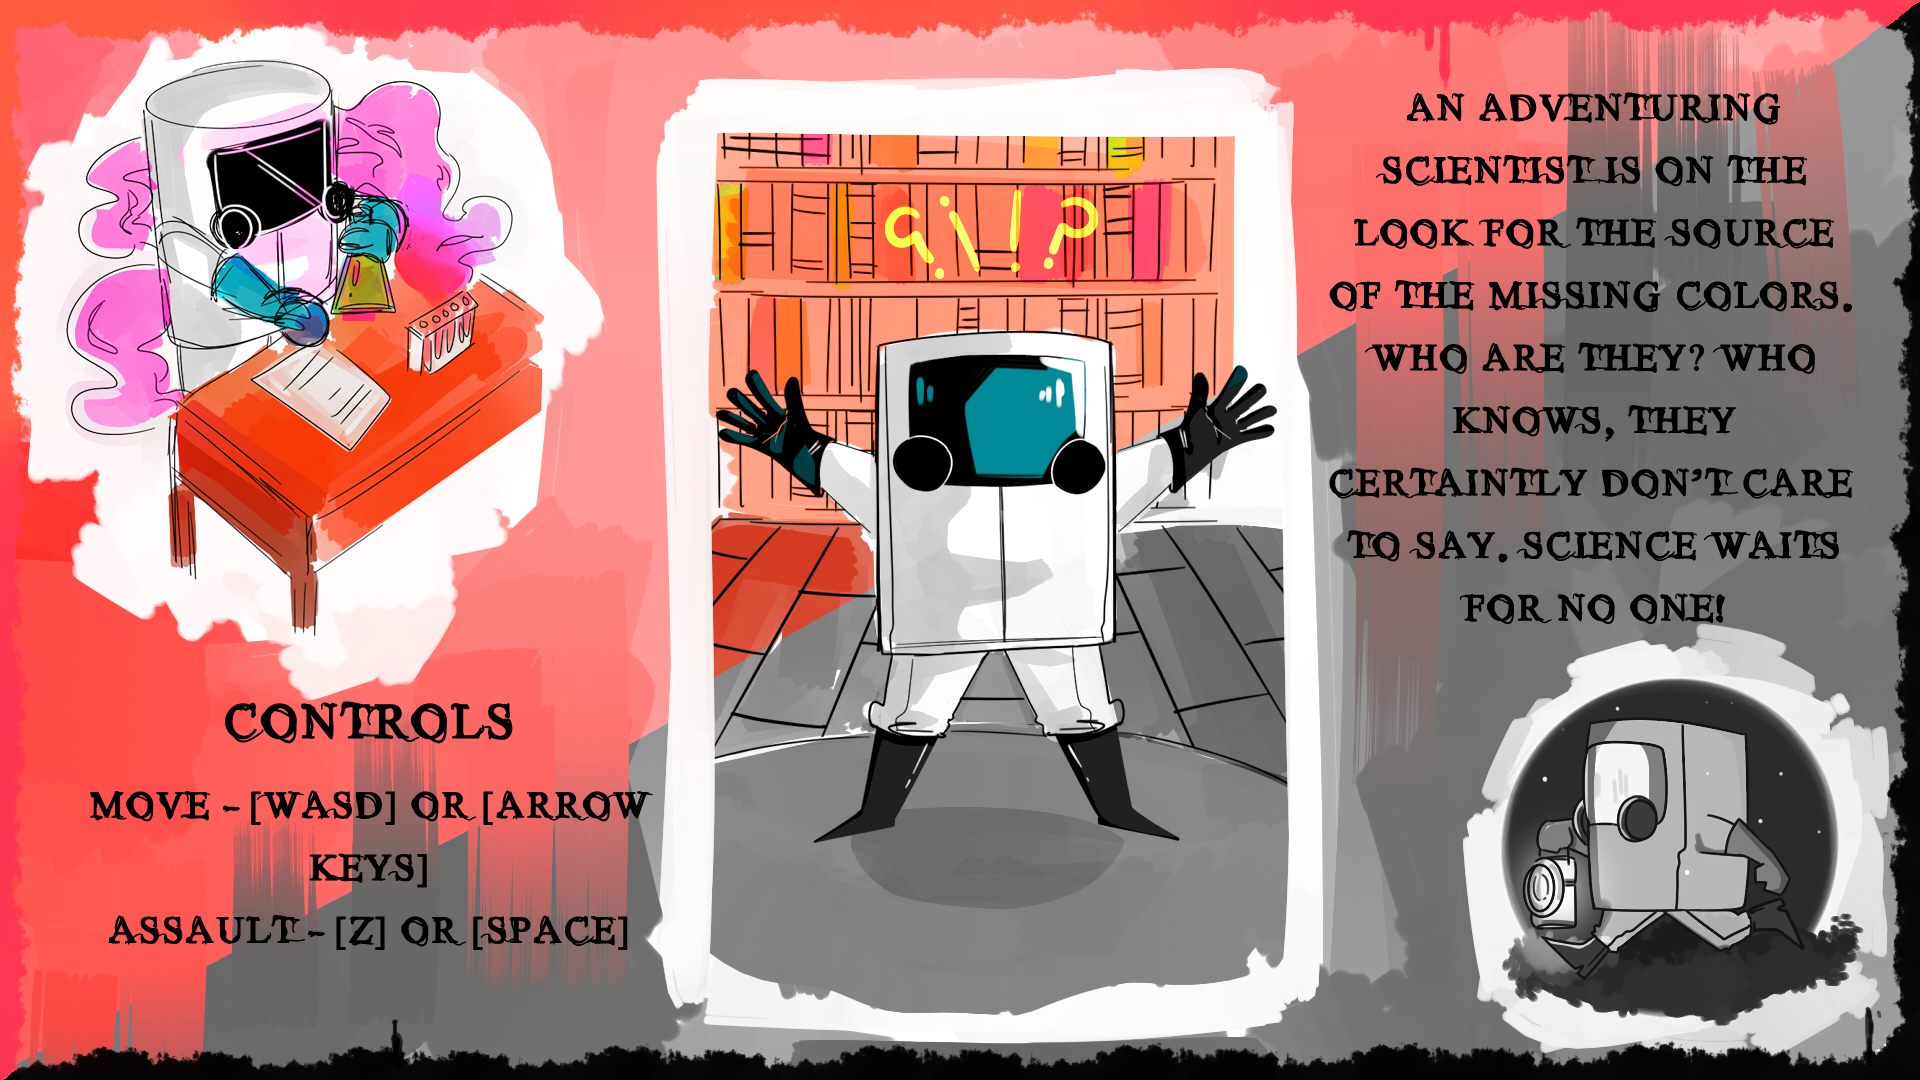 AN ADVENTURING
SCIENTIST IS ON THE
LOOK FOR THE SOURCE
OF THE MISSING COLORS.
WHO ARE THEY? WHO
KNOWS, THEY
CERTAINTLY DON'T CARE
TO SAY. SCIENCE WAITS
FOR NO ONE!
?! !?
CONTROLS
MOVE - [WASD] OR [ARROW
KEYS]
ASSAULT - [Z] OR [SPACE]